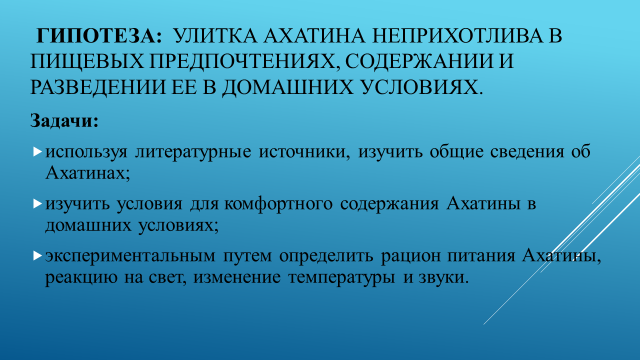 ГИПОТЕЗА: УЛИТКА АХАТИНА НЕПРИХОТЛИВА В
ПИЩЕВЫХ ПРЕДПОЧТЕНИЯХ, СОДЕРЖАНИИ И
РАЗВЕДЕНИИ ЕЕ В ДОМАШНИХ УСЛОВИЯХ.
Задачи:
используя литературные источники, изучить общие сведения об
Ахатинах;
изучить условия для комфортного содержания Ахатины в
домашних условиях;
экспериментальным путем определить рацион питания Ахатины,
реакцию на свет, изменение температуры и звуки.